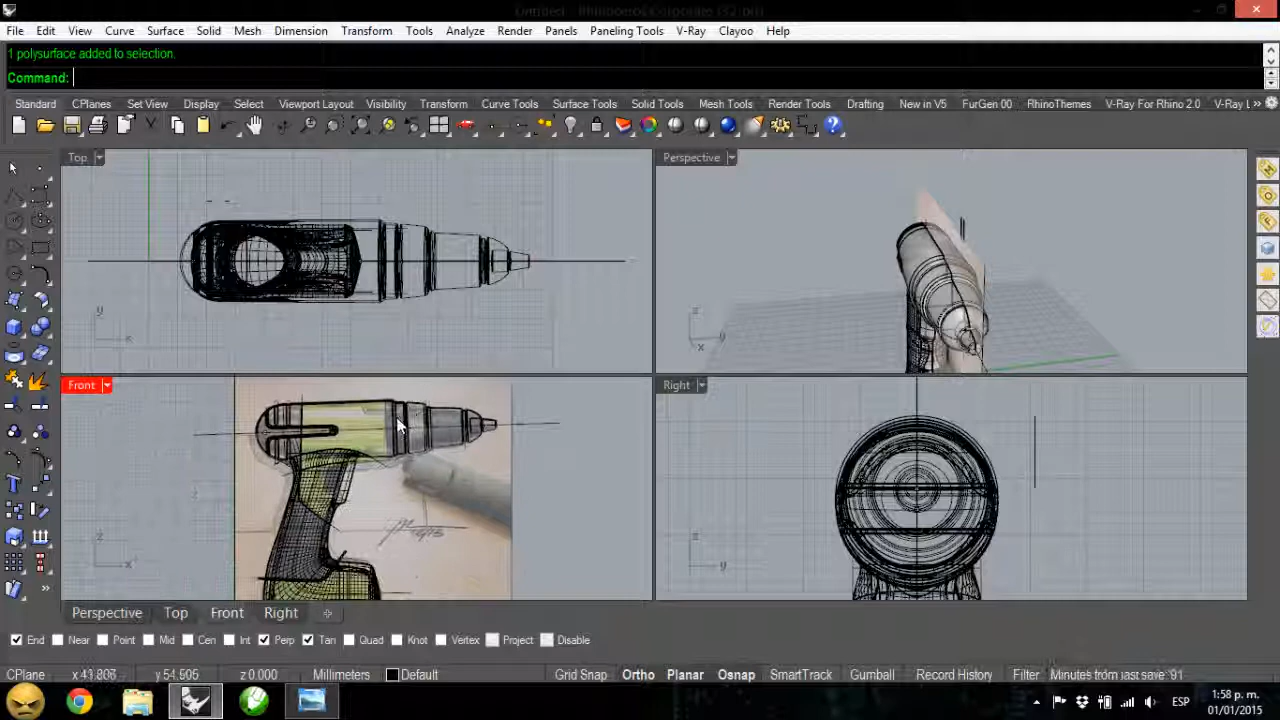 File Edit View Curve Surface Solid Mesh Dimension Transform Tools Analyze Render Panels Paneling Tools V-Ray Clayoo Help
1 polysurface added to selection.
Command:
Standard CPlanes Set View Display Select Viewport Layout Visibility Transform Curve Tools Surface Tools Solid Tools Mesh Tools Render Tools Drafting New in V5 FurGen 00 RhinoThemes V-Ray For Rhino 2.0 V-Ray L
Top
Perspective
Front
Right
Perspective Top Front Right
End Near Point Mid Cen Int Perp Tan Quad Knot Vertex Project Disable
CPlane x 43.808 y 54.505 z 0.000 Millimeters Default Grid Snap Ortho Planar Osnap SmartTrack Gumball Record History Filter Minutes from last save: 91
ESP
1:58 p. m.
01/01/2015